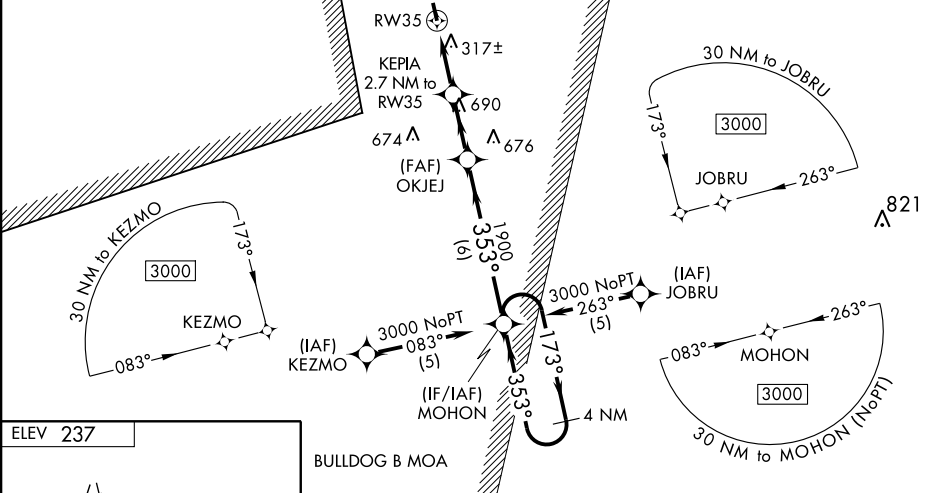 RW35
317±
KEPIA
2.7 NM to
RW35
690
674
676
(FAF)
OKJEJ
1900
353°
(6)
30 NM to JOBRU
173°
3000
JOBRU
263°
821
30 NM to KEZMO
173°
3000
KEZMO
083°
(IAF)
KEZMO
3000 NoPT
083°
(5)
3000 NoPT
263°
(5)
(IAF)
JOBRU
(IF/IAF)
MOHON
353°
173°
4 NM
083°
263°
MOHON
3000
30 NM to MOHON (NoPT)
ELEV 237
BULLDOG B MOA